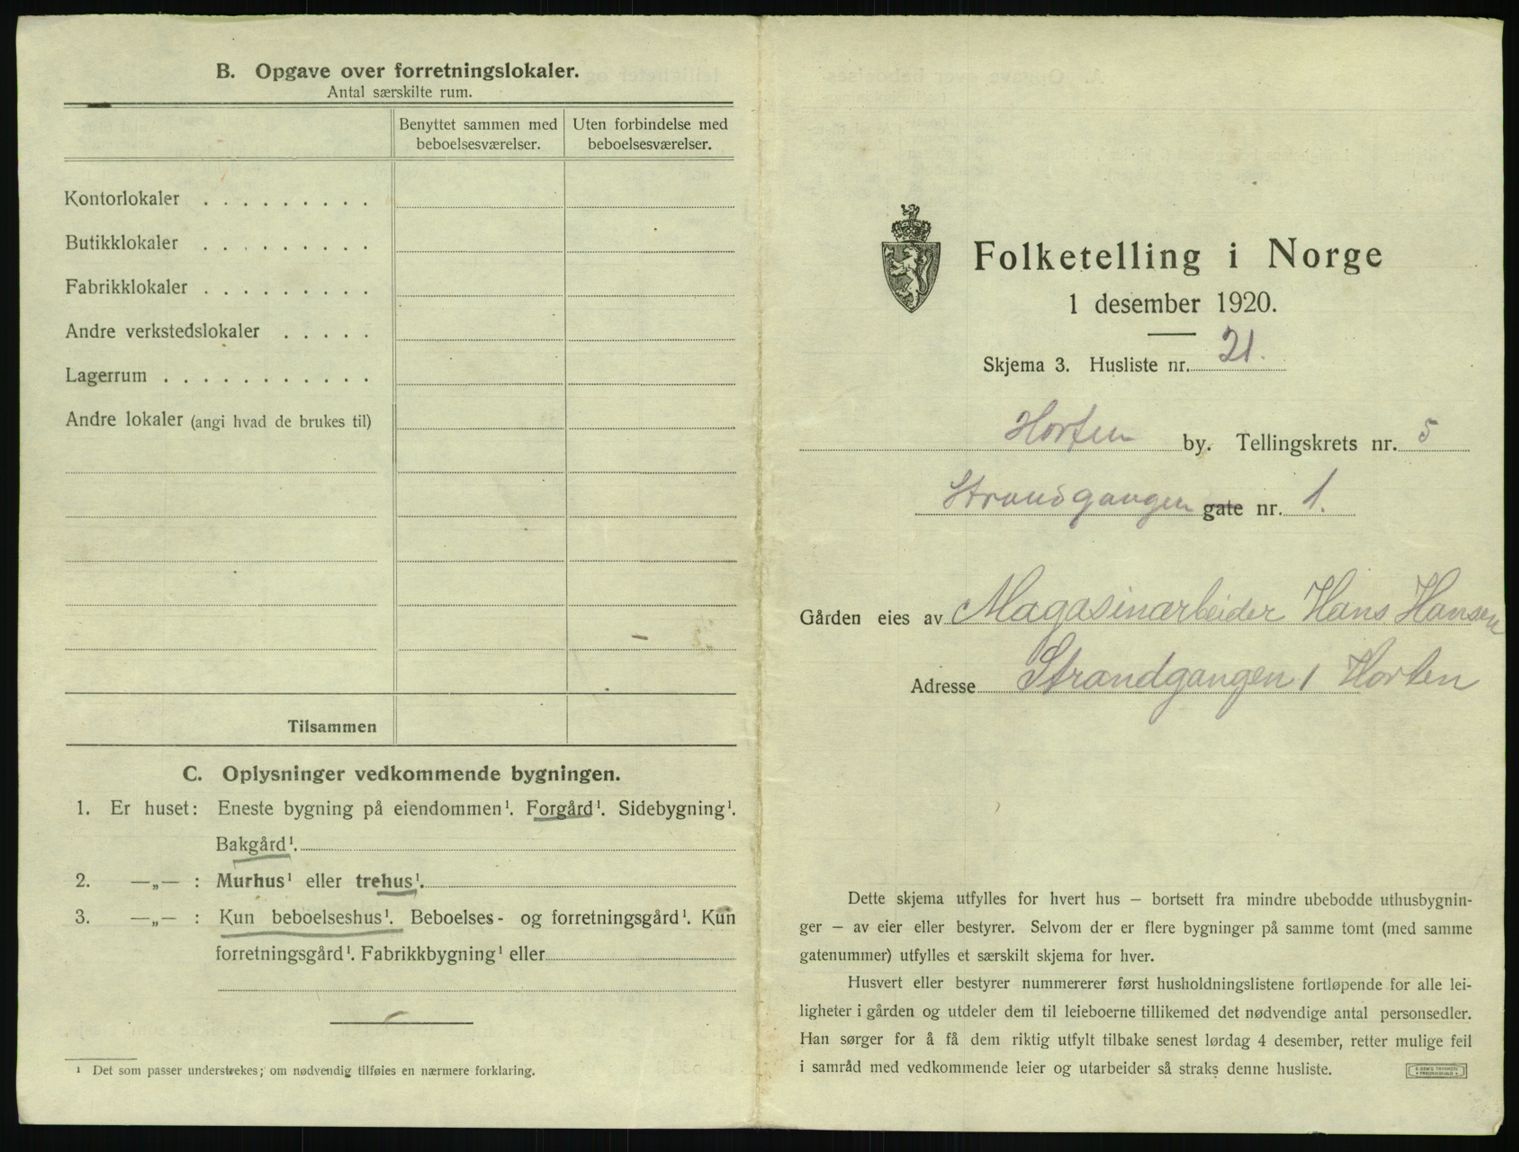 B. Opgave over forretningslokaler.
Antal særskilte rum.
Benyttet sammen med beboelsesværelser.
Uten forbindelse med beboelsesværelser.
Kontorlokaler . . . . . . . . .
Butikklokaler . . . . . . . . .
Fabrikklokaler . . . . . . . . .
Andre verkstedslokaler . . . . .
Lagerrum . . . . . . . . . . .
Andre lokaler (angi hvad de brukes til)
Tilsammen
C. Oplysninger vedkommende bygningen.
1. Er huset: Eneste bygning på eiendommen¹. Forgård¹. Sidebygning¹.
Bakgård¹.
2. —„— : Murhus¹ eller trehus¹.
3. —„— : Kun beboelseshus¹. Beboelses- og forretningsgård¹. Kun
forretningsgård¹. Fabrikkbygning¹ eller
¹ Det som passer understrekes; om nødvendig tilføies en nærmere forklaring.
Folketelling i Norge
1 desember 1920.
Skjema 3. Husliste nr. 21.
Horten by. Tellingskrets nr. 5
Strandgangen gate nr. 1.
Gården eies av Magasinarbeider Hans Hansen
Adresse Strandgangen 1 Horten
Dette skjema utfylles for hvert hus – bortsett fra mindre ubebodde uthusbygnin-
ger – av eier eller bestyrer. Selvom der er flere bygninger på samme tomt (med samme
gatenummer) utfylles et særskilt skjema for hver.
Husvert eller bestyrer nummererer først husholdningslistene fortløpende for alle lei-
ligheter i gården og utdeler dem til leieboerne tillikemed det nødvendige antal personsedler.
Han sørger for å få dem riktig utfylt tilbake senest lørdag 4 desember, retter mulige feil
i samråd med vedkommende leier og utarbeider så straks denne husliste.